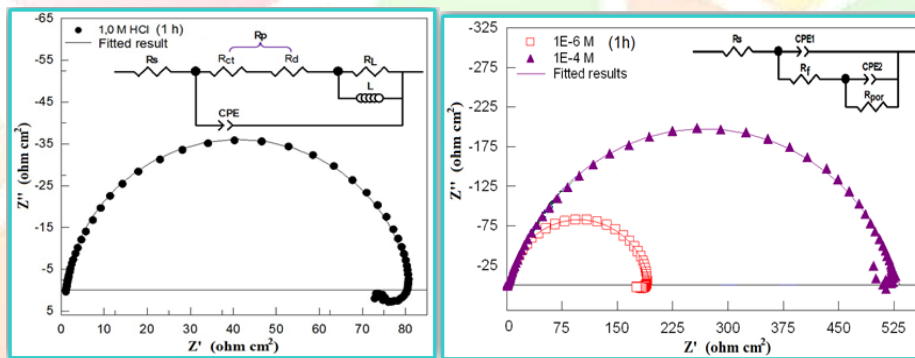 -65
1,0 M HCl (1 h)
Fitted result
-55
-45
-35
-25
-15
-5
5
Z'' (ohm cm²)
Rp
Rs
Rct
Rd
RL
L
CPE
0 10 20 30 40 50 60 70 80
Z' (ohm cm²)
-325
1E-6 M (1h)
1E-4 M
Fitted results
-275
-225
-175
-125
-75
-25
Z'' (ohm cm²)
Rs
CPE1
Rf
CPE2
Rpor
0 75 150 225 300 375 450 525
Z' (ohm cm²)